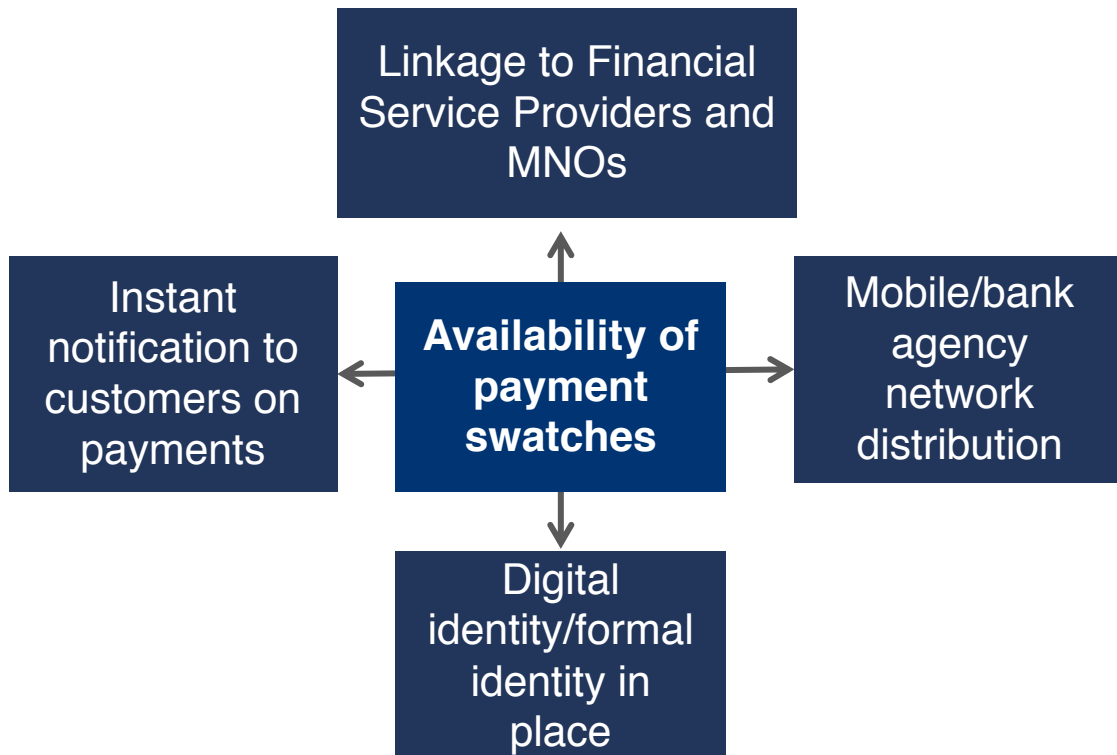 Linkage to Financial
Service Providers and
MNOs
Instant
notification to
customers on
payments
Availability of
payment
swatches
Mobile/bank
agency
network
distribution
Digital
identity/formal
identity in
place